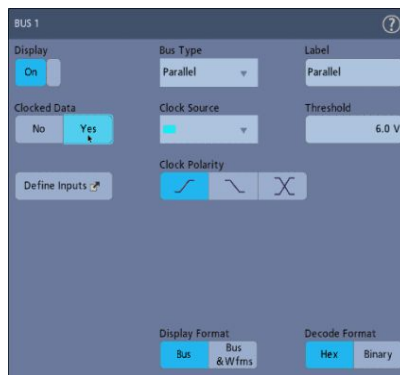 BUS 1
?
Display
Bus Type
Label
On
Parallel
Parallel
Clocked Data
Clock Source
Threshold
No
Yes
6.0 V
Clock Polarity
Define Inputs
Display Format
Decode Format
Bus
Bus
& Wfms
Hex
Binary